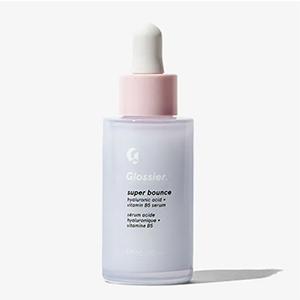 Glossier.
super bounce
hyaluronic acid +
vitamin B5 serum
sérum acide
hyaluronique +
vitamine B5